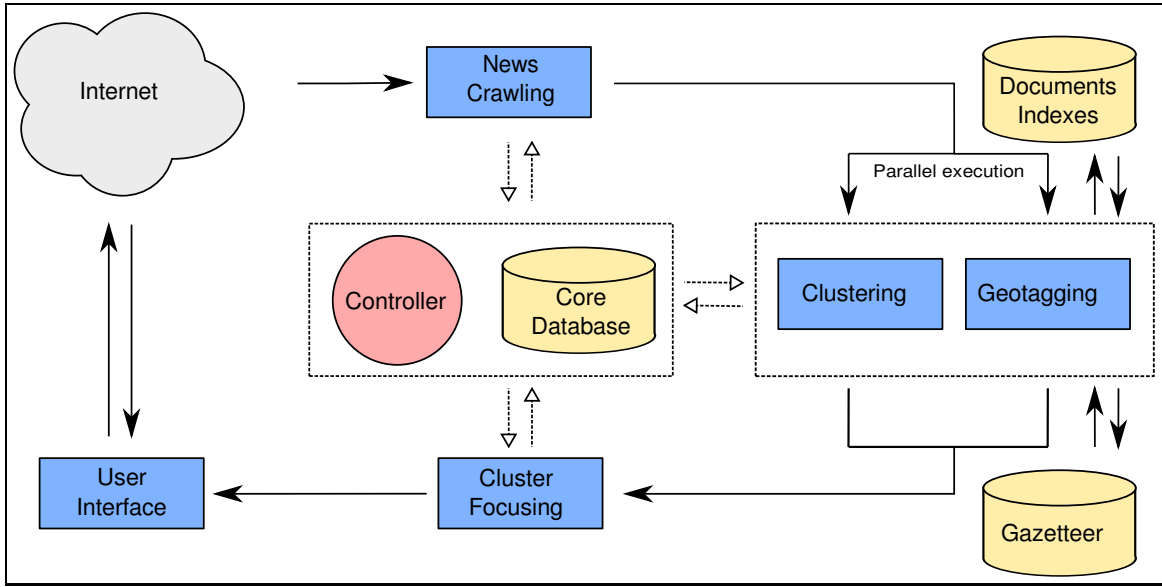 Internet
News
Crawling
Documents
Indexes
Parallel execution
Controller
Core
Database
Clustering
Geotagging
User
Interface
Cluster
Focusing
Gazetteer